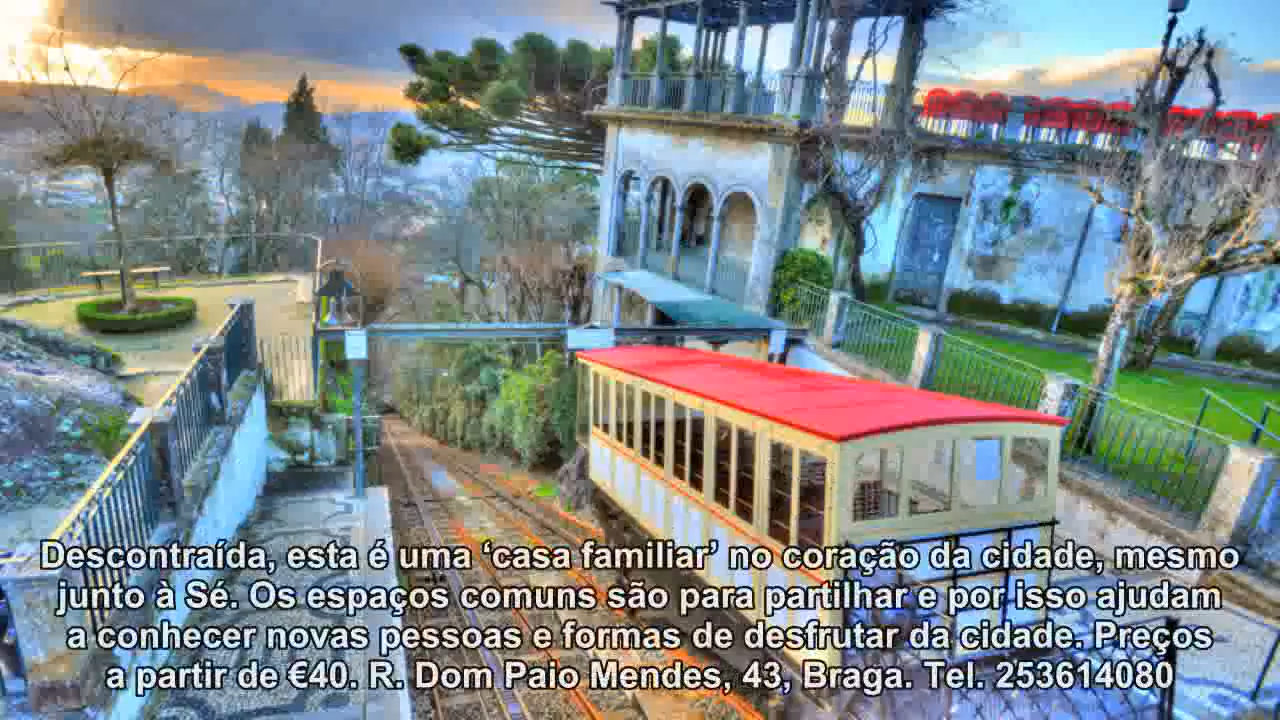 Descontraída, esta é uma ‘casa familiar’ no coração da cidade, mesmo
junto à Sé. Os espaços comuns são para partilhar e por isso ajudam
a conhecer novas pessoas e formas de desfrutar da cidade. Preços
a partir de €40. R. Dom Paio Mendes, 43, Braga. Tel. 253614080